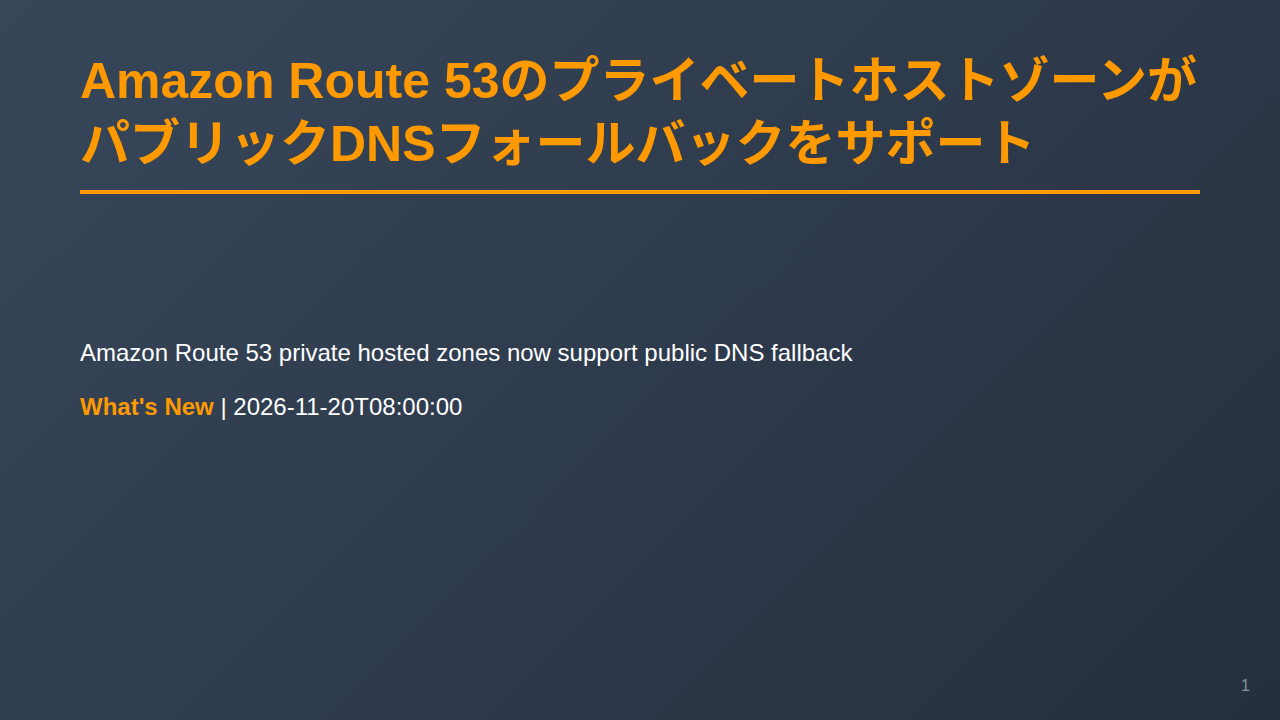 Amazon Route 53のプライベートホストゾーンが
パブリックDNSフォールバックをサポート
Amazon Route 53 private hosted zones now support public DNS fallback
What's New | 2026-11-20T08:00:00
1